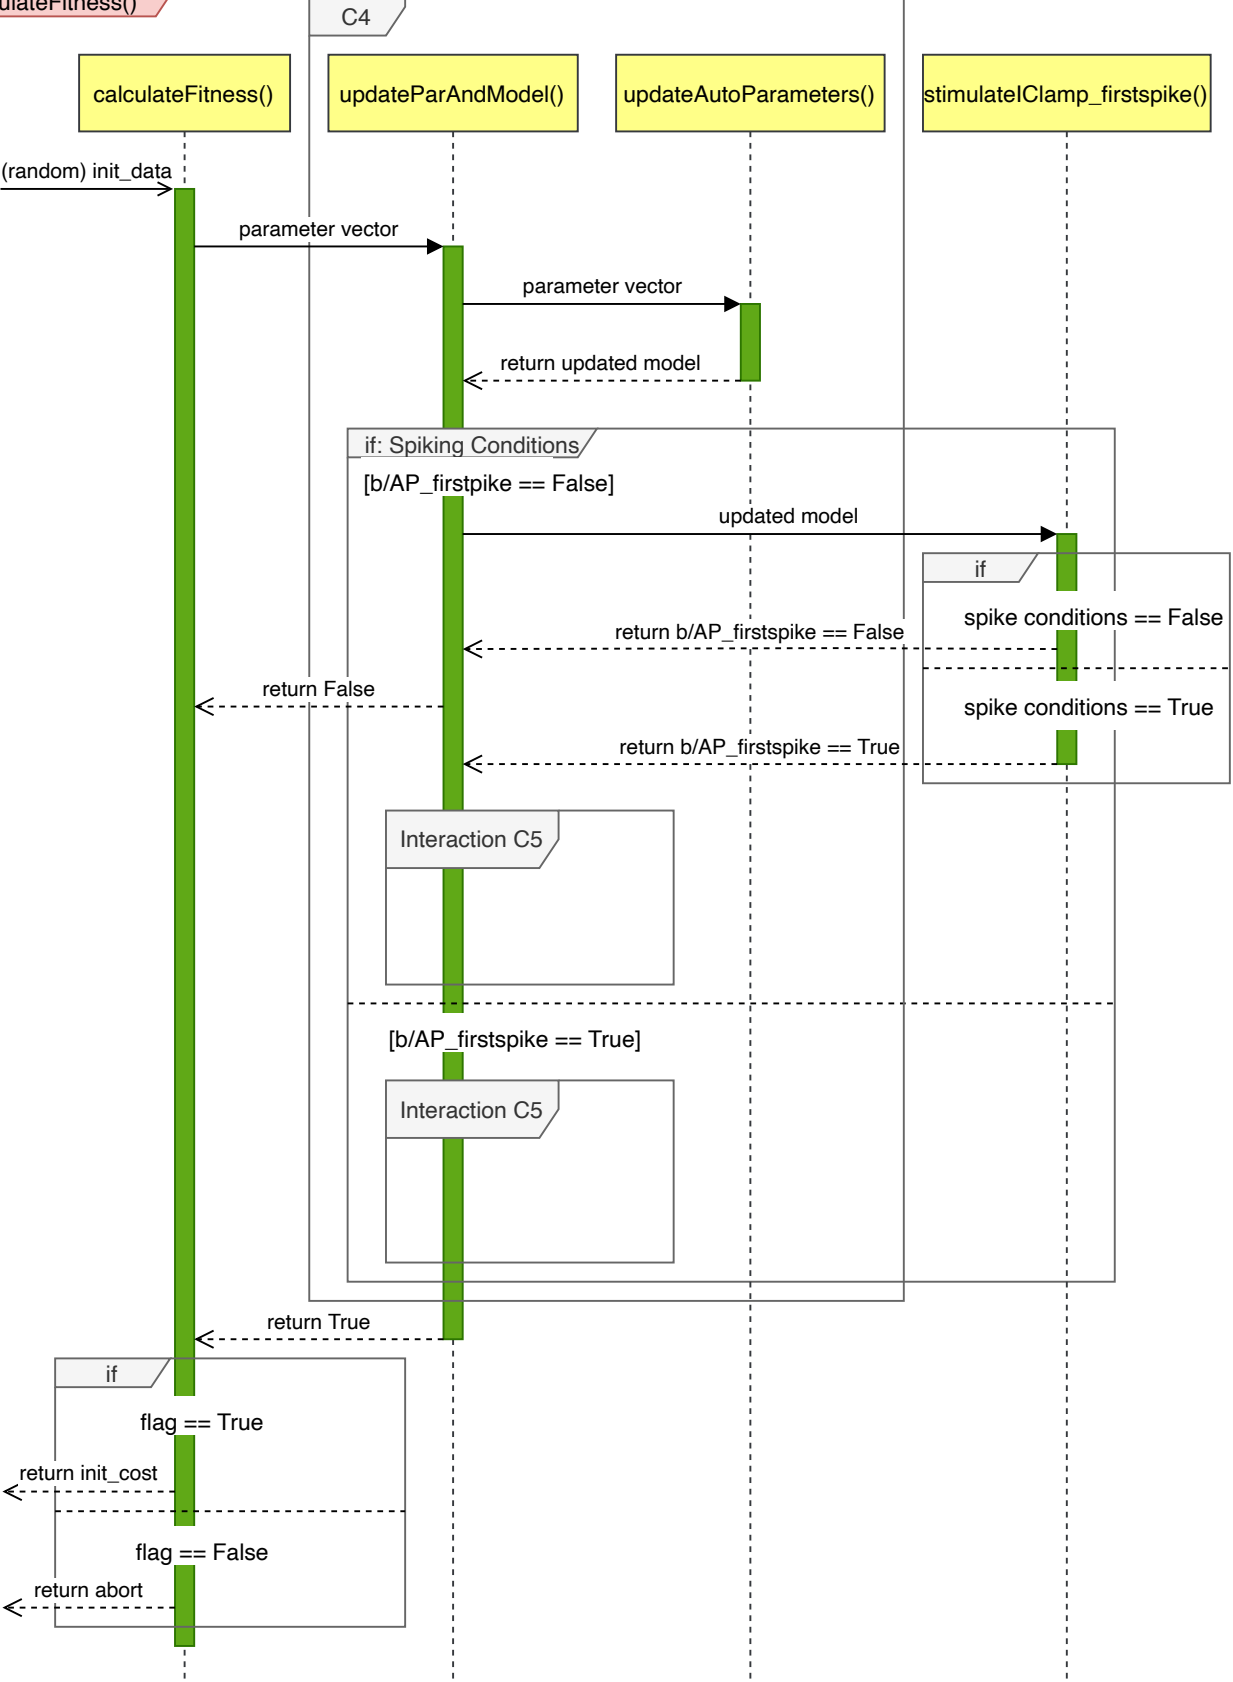 C4
calculateFitness()
updateParAndModel()
updateAutoParameters()
stimulateIClamp_firstspike()
(random) init_data
parameter vector
parameter vector
return updated model
if: Spiking Conditions
[b/AP_firstpike == False]
updated model
if
spike conditions == False
return b/AP_firstspike == False
return False
spike conditions == True
return b/AP_firstspike == True
Interaction C5
[b/AP_firstspike == True]
Interaction C5
return True
if
flag == True
return init_cost
flag == False
return abort